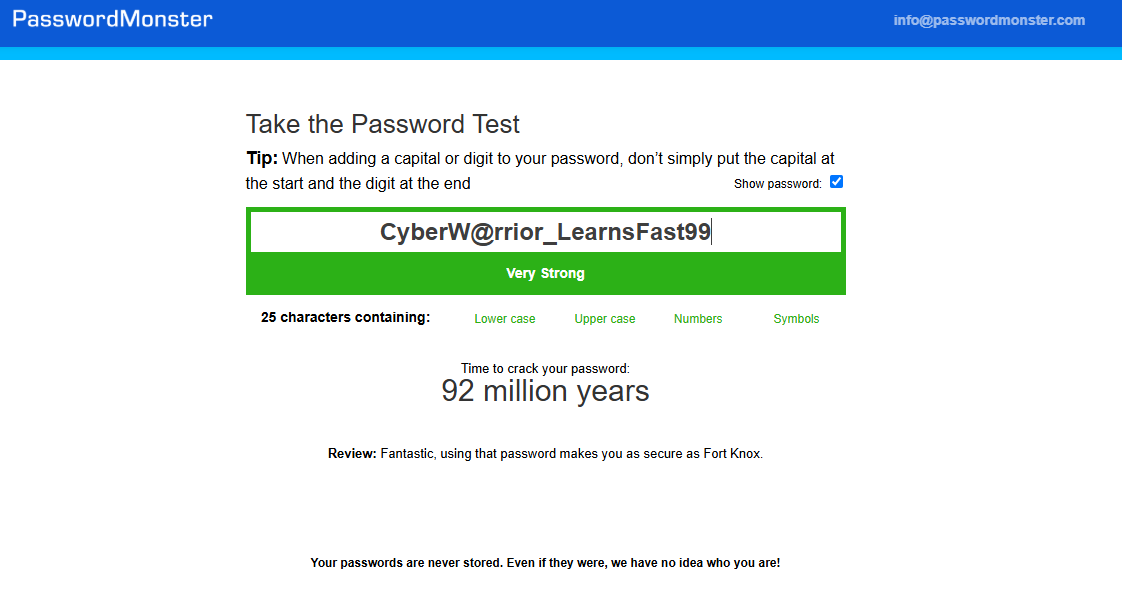 PasswordMonster
info@passwordmonster.com
Take the Password Test
Tip: When adding a capital or digit to your password, don’t simply put the capital at
the start and the digit at the end
Show password:
CyberW@rrior_LearnsFast99
Very Strong
25 characters containing: Lower case Upper case Numbers Symbols
Time to crack your password:
92 million years
Review: Fantastic, using that password makes you as secure as Fort Knox.
Your passwords are never stored. Even if they were, we have no idea who you are!